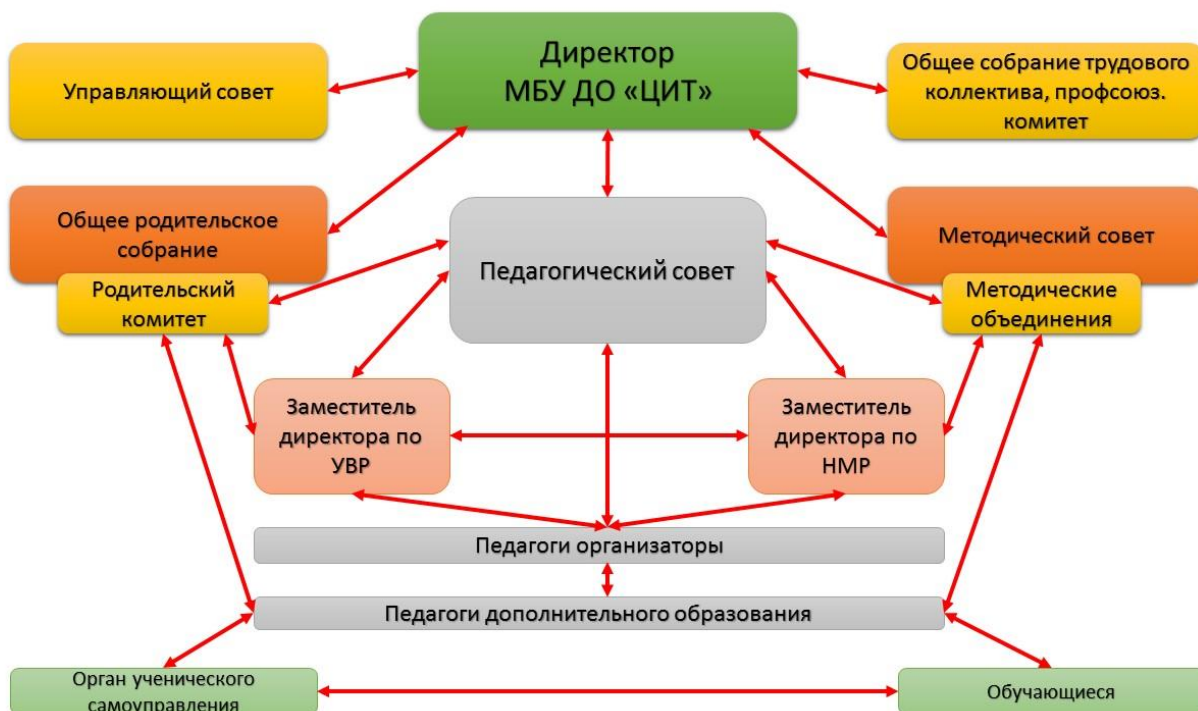 Директор
МБУ ДО «ЦИТ»
Управляющий совет
Общее собрание трудового
коллектива, профсоюз.
комитет
Общее родительское
собрание
Родительский
комитет
Педагогический совет
Методический совет
Методические
объединения
Заместитель
директора по
УВР
Заместитель
директора по
НМР
Педагоги организаторы
Педагоги дополнительного образования
Орган ученического
самоуправления
Обучающиеся